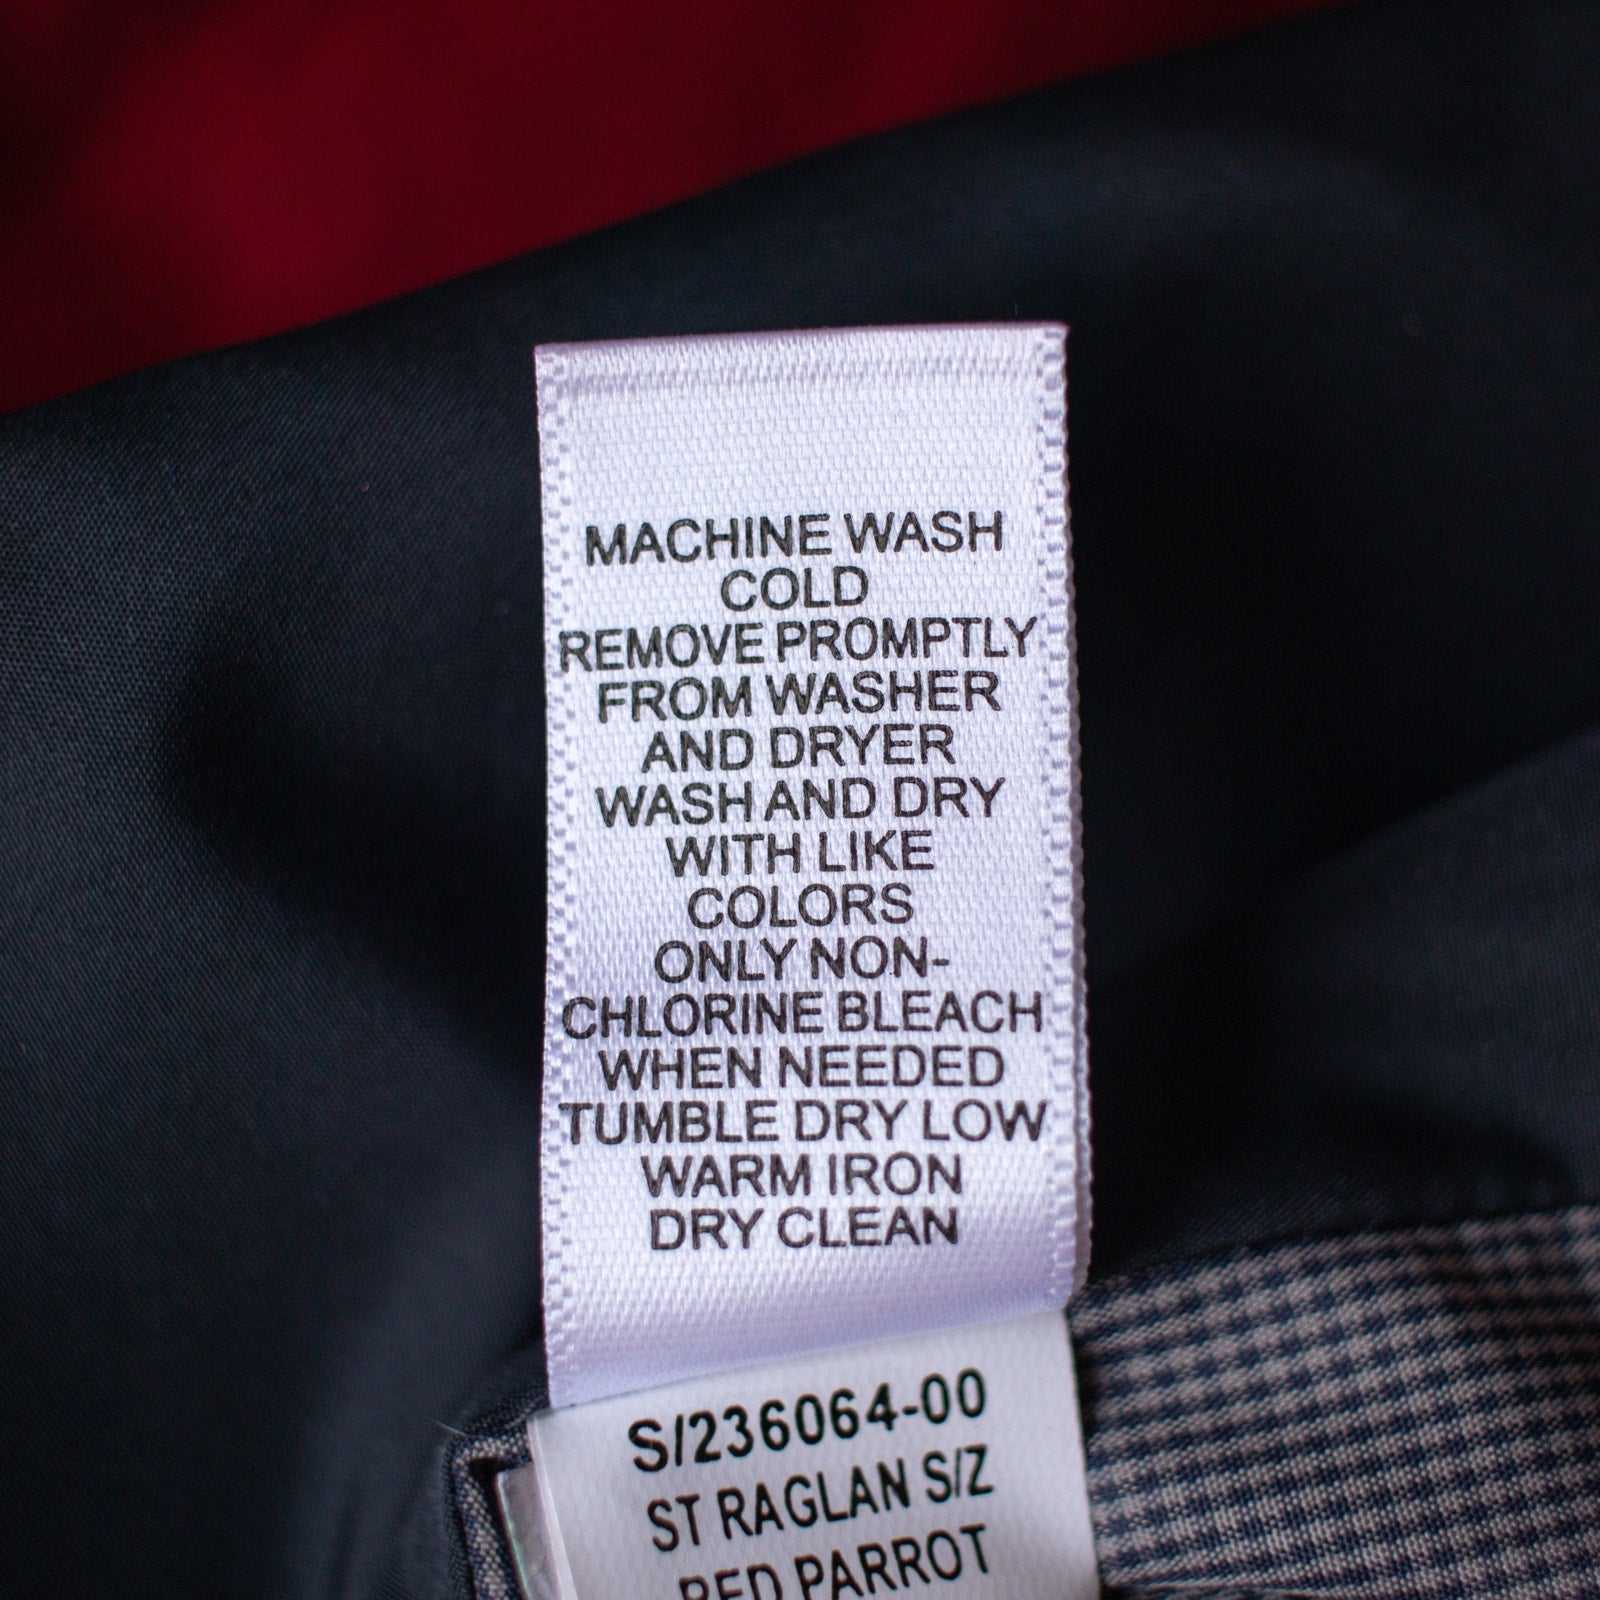 MACHINE WASH
COLD
REMOVE PROMPTLY
FROM WASHER
AND DRYER
WASH AND DRY
WITH LIKE
COLORS
ONLY NON-
CHLORINE BLEACH
WHEN NEEDED
TUMBLE DRY LOW
WARM IRON
DRY CLEAN
S/236064-00
ST RAGLAN S/Z
RED PARROT